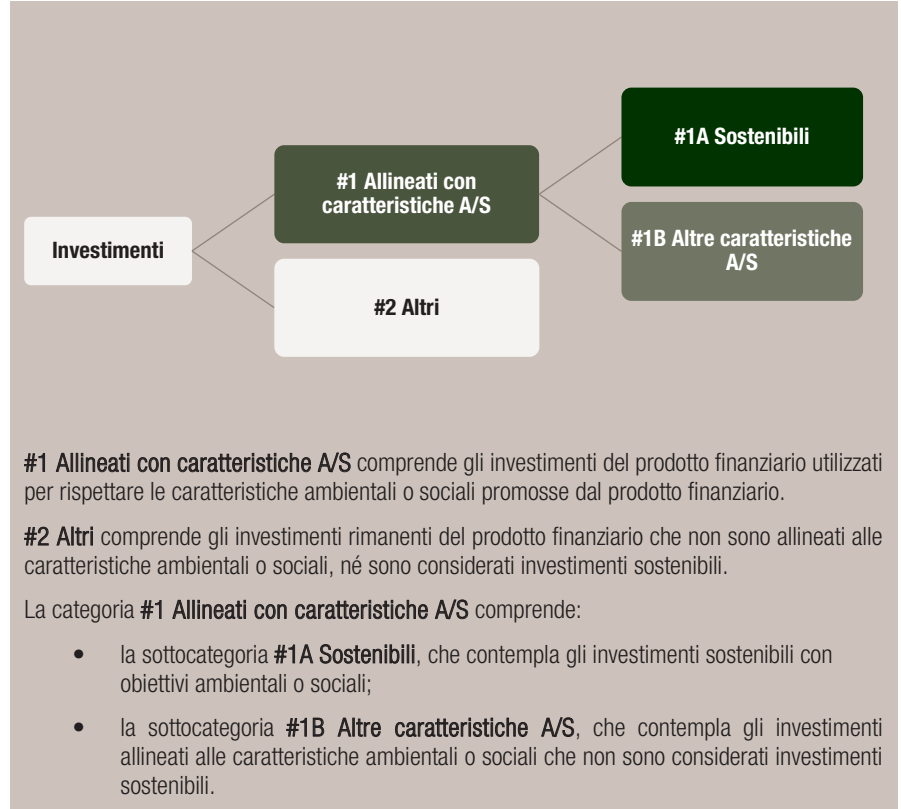 #1A Sostenibili
#1 Allineati con
caratteristiche A/S
#1B Altre caratteristiche
A/S
Investimenti
#2 Altri
#1 Allineati con caratteristiche A/S comprende gli investimenti del prodotto finanziario utilizzati
per rispettare le caratteristiche ambientali o sociali promosse dal prodotto finanziario.
#2 Altri comprende gli investimenti rimanenti del prodotto finanziario che non sono allineati alle
caratteristiche ambientali o sociali, né sono considerati investimenti sostenibili.
La categoria #1 Allineati con caratteristiche A/S comprende:
• la sottocategoria #1A Sostenibili, che contempla gli investimenti sostenibili con
obiettivi ambientali o sociali;
• la sottocategoria #1B Altre caratteristiche A/S, che contempla gli investimenti
allineati alle caratteristiche ambientali o sociali che non sono considerati investimenti
sostenibili.